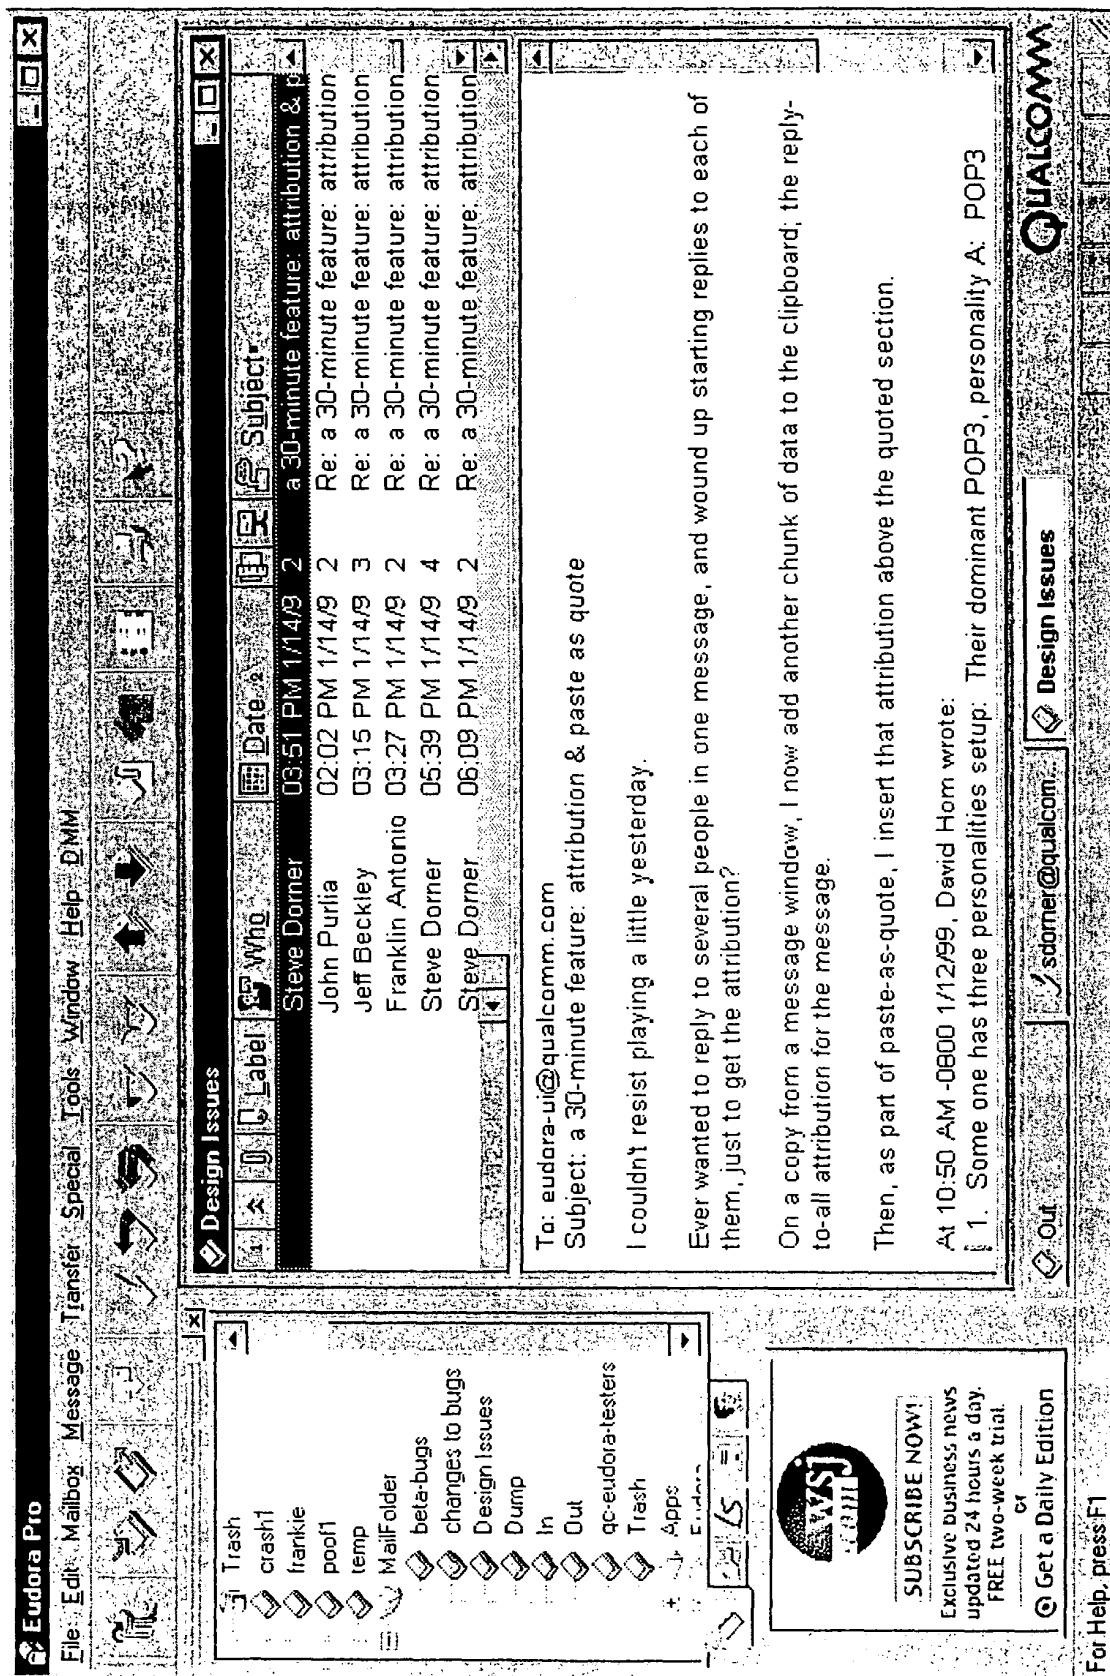 Eudora Pro
File Edit Mailbox Message Transfer Special Tools Window Help DMM
Trash
crash1
frankie
poof1
temp
MailFolder
beta-bugs
changes to bugs
Design Issues
Dump
In
Out
qc-eudora-testers
Trash
Apps
wsj
.com
SUBSCRIBE NOW!
Exclusive business news
updated 24 hours a day.
FREE two-week trial.
or
Get a Daily Edition
Design Issues
Label Who Date Subject
Steve Dorner 03:51 PM 1/14/9 2 a 30-minute feature: attribution & p
John Purlia 02:02 PM 1/14/9 2 Re: a 30-minute feature: attribution
Jeff Beckley 03:15 PM 1/14/9 3 Re: a 30-minute feature: attribution
Franklin Antonio 03:27 PM 1/14/9 2 Re: a 30-minute feature: attribution
Steve Dorner 05:39 PM 1/14/9 4 Re: a 30-minute feature: attribution
Steve Dorner 06:09 PM 1/14/9 2 Re: a 30-minute feature: attribution
To: eudora-ui@qualcomm.com
Subject: a 30-minute feature: attribution & paste as quote
I couldn't resist playing a little yesterday.
Ever wanted to reply to several people in one message, and wound up starting replies to each of
them, just to get the attribution?
On a copy from a message window, I now add another chunk of data to the clipboard; the reply-
to-all attribution for the message.
Then, as part of paste-as-quote, I insert that attribution above the quoted section.
At 10:50 AM -0800 1/12/99, David Hom wrote:
1. Some one has three personalities setup: Their dominant POP3, personality A: POP3
Out sdorner@qualcom... Design Issues
QUALCOMM
For Help, press F1